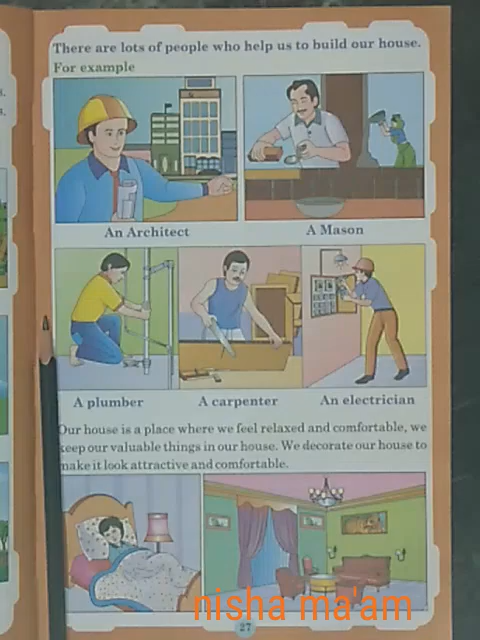 There are lots of people who help us to build our house.
For example
An Architect
A Mason
A plumber
A carpenter
An electrician
Our house is a place where we feel relaxed and comfortable, we
keep our valuable things in our house. We decorate our house to
make it look attractive and comfortable.
nisha ma'am
27